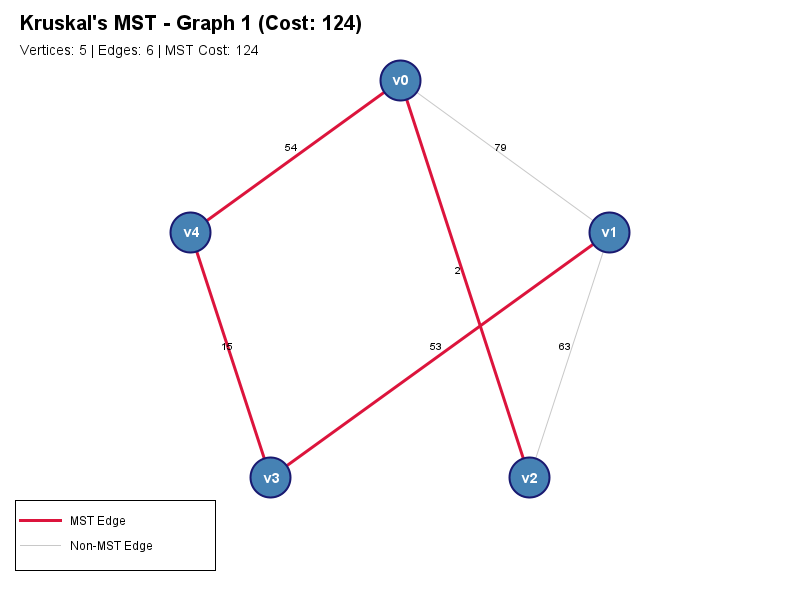 Kruskal's MST - Graph 1 (Cost: 124)
Vertices: 5 | Edges: 6 | MST Cost: 124
v0
54
79
v4
v1
2
15
53
63
v3
v2
MST Edge
Non-MST Edge